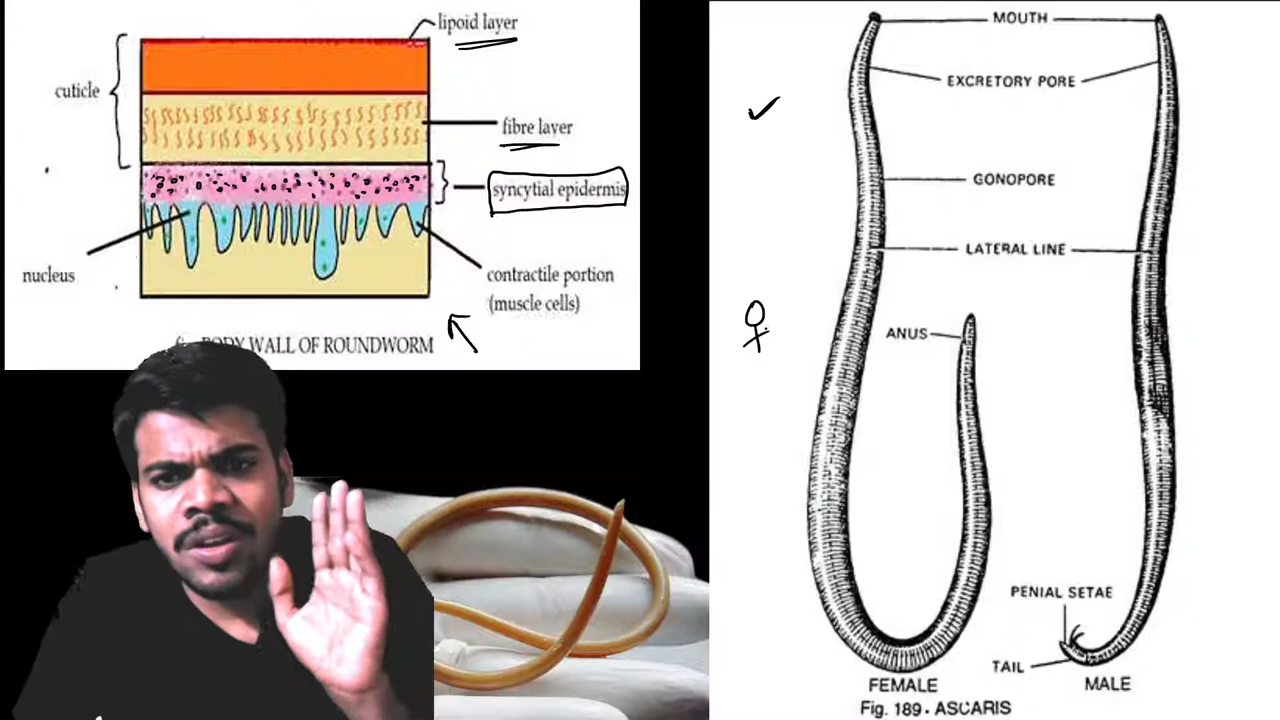 lipoid layer
cuticle
fibre layer
syncytial epidermis
nucleus
contractile portion
(muscle cells)
BODY WALL OF ROUNDWORM
MOUTH
EXCRETORY PORE
GONOPORE
LATERAL LINE
ANUS
PENIAL SETAE
TAIL
FEMALE
MALE
Fig. 189 - ASCARIS